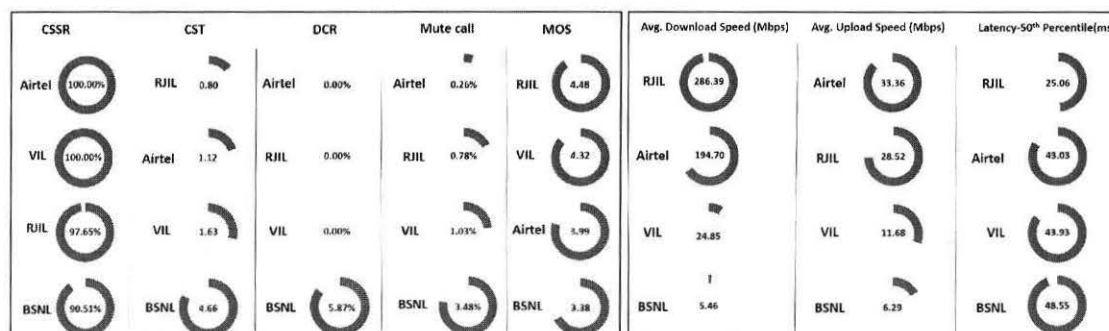 CSSR CST DCR Mute call MOS Avg. Download Speed (Mbps) Avg. Upload Speed (Mbps) Latency-50th Percentile(ms
Airtel 100.00% RJIL 0.80 Airtel 0.00% Airtel 0.26% RJIL 4.48 RJIL 286.39 Airtel 33.36 RJIL 25.06
VIL 100.00% Airtel 1.12 RJIL 0.00% RJIL 0.78% VIL 4.32 Airtel 194.70 RJIL 28.52 Airtel 43.03
RJIL 97.65% VIL 1.63 VIL 0.00% VIL 1.03% Airtel 3.99 VIL 24.85 VIL 11.68 VIL 43.93
BSNL 90.51% BSNL 4.66 BSNL 5.87% BSNL 3.48% BSNL 3.38 BSNL 5.46 BSNL 6.29 BSNL 48.55